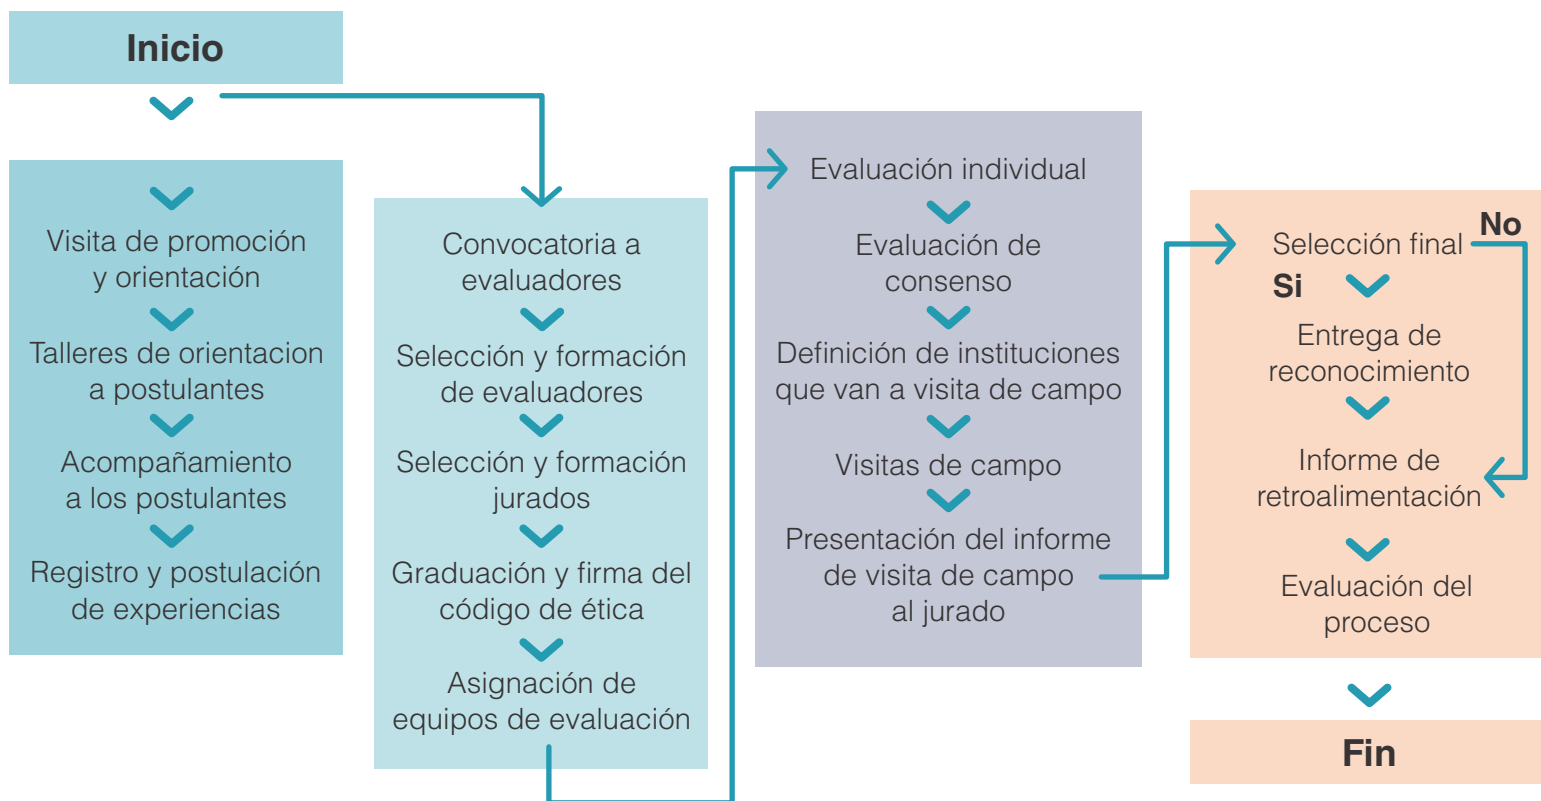 Inicio
Visita de promoción
y orientación
Talleres de orientacion
a postulantes
Acompañamiento
a los postulantes
Registro y postulación
de experiencias
Convocatoria a
evaluadores
Selección y formación
de evaluadores
Selección y formación
jurados
Graduación y firma del
código de ética
Asignación de
equipos de evaluación
Evaluación individual
Evaluación de
consenso
Definición de instituciones
que van a visita de campo
Visitas de campo
Presentación del informe
de visita de campo
al jurado
Selección final
No
Si
Entrega de
reconocimiento
Informe de
retroalimentación
Evaluación del
proceso
Fin